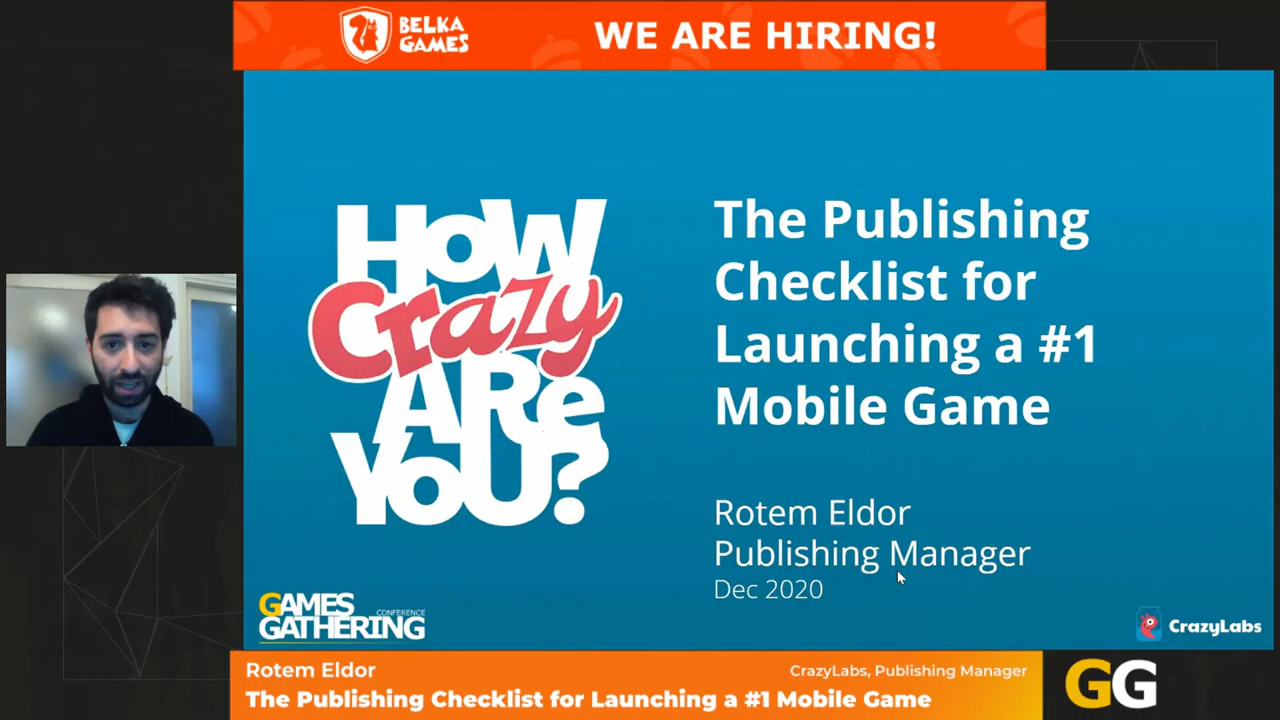 BELKA
GAMES
WE ARE HIRING!
HOW
Crazy
ARe
YOU?
The Publishing
Checklist for
Launching a #1
Mobile Game
Rotem Eldor
Publishing Manager
Dec 2020
GAMES
CONFERENCE
GATHERING
CrazyLabs
Rotem Eldor
CrazyLabs, Publishing Manager
The Publishing Checklist for Launching a #1 Mobile Game
GG